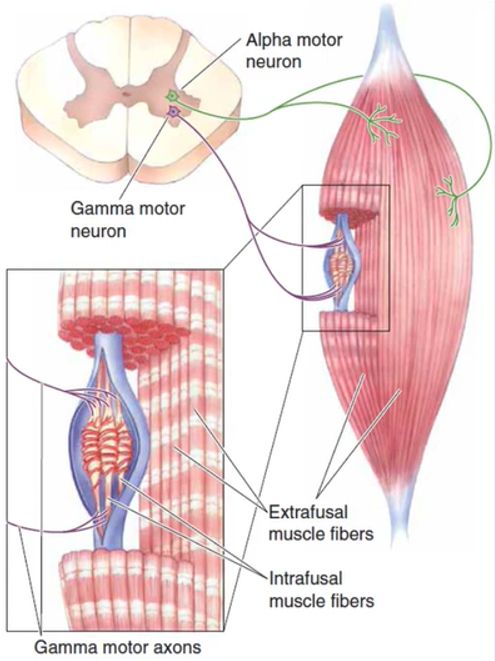 Alpha motor
neuron
Gamma motor
neuron
Extrafusal
muscle fibers
Intrafusal
muscle fibers
Gamma motor axons